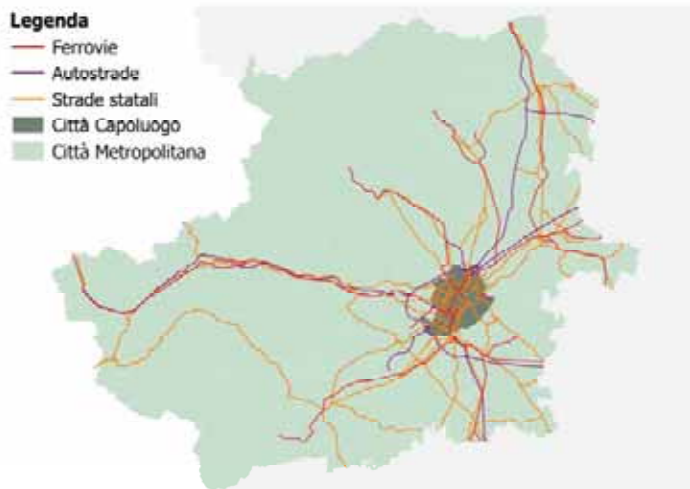 Legenda
Ferrovie
Autostrade
Strade statali
Città Capoluogo
Città Metropolitana